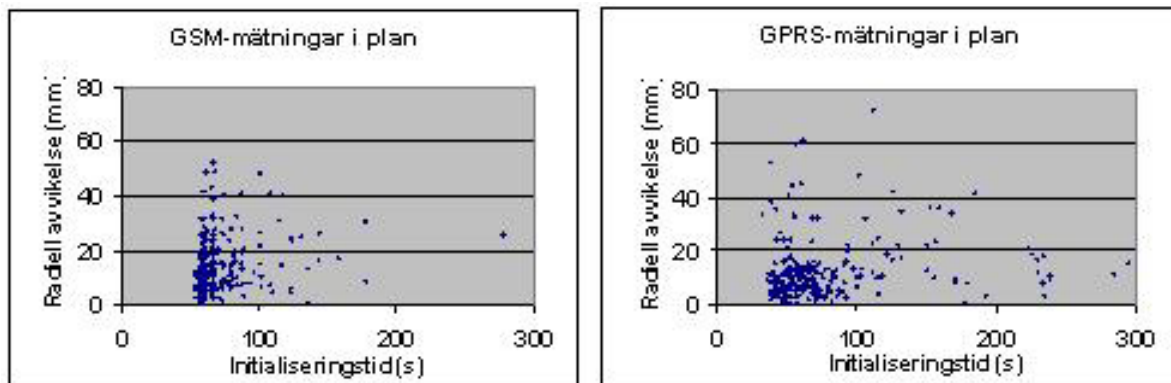 GSM-mätningar i plan
Radiell avvikelse (mm)
80
60
40
20
0
0 100 200 300
Initialiseringstid (s)
GPRS-mätningar i plan
Radiell avvikelse (mm)
80
60
40
20
0
0 100 200 300
Initialiseringstid (s)